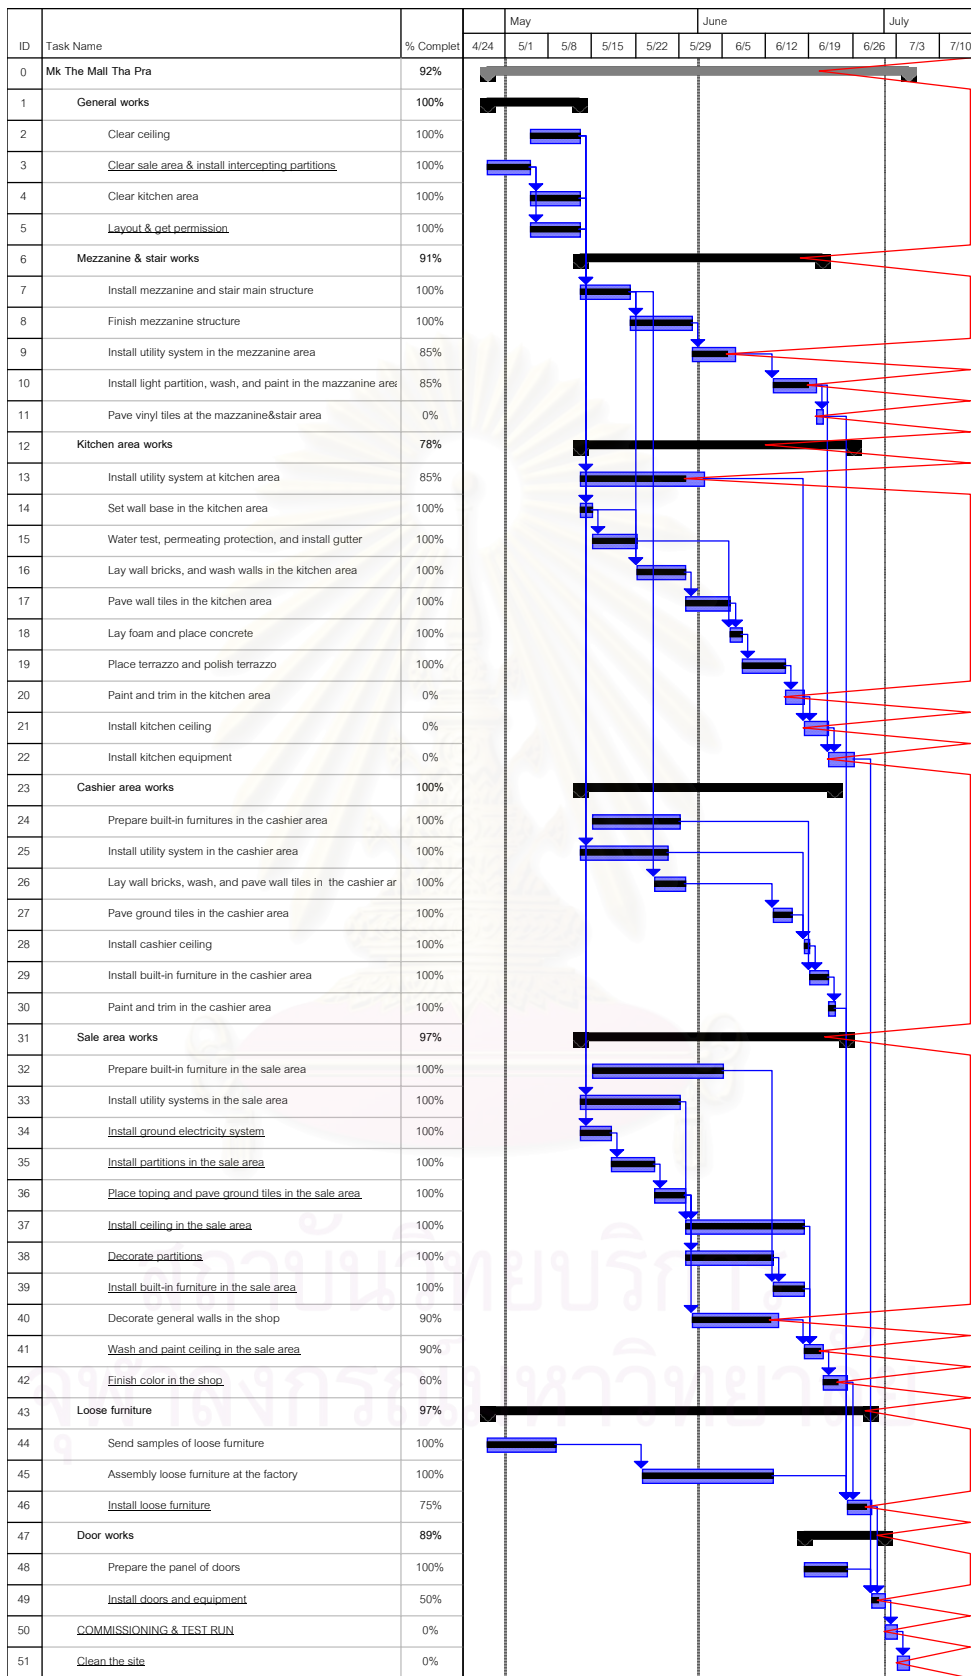 May June July
ID Task Name % Complet 4/24 5/1 5/8 5/15 5/22 5/29 6/5 6/12 6/19 6/26 7/3 7/10
0 Mk The Mall Tha Pra 92%
1 General works 100%
2 Clear ceiling 100%
3 Clear sale area & install intercepting partitions 100%
4 Clear kitchen area 100%
5 Layout & get permission 100%
6 Mezzanine & stair works 91%
7 Install mezzanine and stair main structure 100%
8 Finish mezzanine structure 100%
9 Install utility system in the mezzanine area 85%
10 Install light partition, wash, and paint in the mazzanine area 85%
11 Pave vinyl tiles at the mazzanine&stair area 0%
12 Kitchen area works 78%
13 Install utility system at kitchen area 85%
14 Set wall base in the kitchen area 100%
15 Water test, permeating protection, and install gutter 100%
16 Lay wall bricks, and wash walls in the kitchen area 100%
17 Pave wall tiles in the kitchen area 100%
18 Lay foam and place concrete 100%
19 Place terrazzo and polish terrazzo 100%
20 Paint and trim in the kitchen area 0%
21 Install kitchen ceiling 0%
22 Install kitchen equipment 0%
23 Cashier area works 100%
24 Prepare built-in furnitures in the cashier area 100%
25 Install utility system in the cashier area 100%
26 Lay wall bricks, wash, and pave wall tiles in the cashier ar 100%
27 Pave ground tiles in the cashier area 100%
28 Install cashier ceiling 100%
29 Install built-in furniture in the cashier area 100%
30 Paint and trim in the cashier area 100%
31 Sale area works 97%
32 Prepare built-in furniture in the sale area 100%
33 Install utility systems in the sale area 100%
34 Install ground electricity system 100%
35 Install partitions in the sale area 100%
36 Place toping and pave ground tiles in the sale area 100%
37 Install ceiling in the sale area 100%
38 Decorate partitions 100%
39 Install built-in furniture in the sale area 100%
40 Decorate general walls in the shop 90%
41 Wash and paint ceiling in the sale area 90%
42 Finish color in the shop 60%
43 Loose furniture 97%
44 Send samples of loose furniture 100%
45 Assembly loose furniture at the factory 100%
46 Install loose furniture 75%
47 Door works 89%
48 Prepare the panel of doors 100%
49 Install doors and equipment 50%
50 COMMISSIONING & TEST RUN 0%
51 Clean the site 0%
สถาบันวิทยบริการ